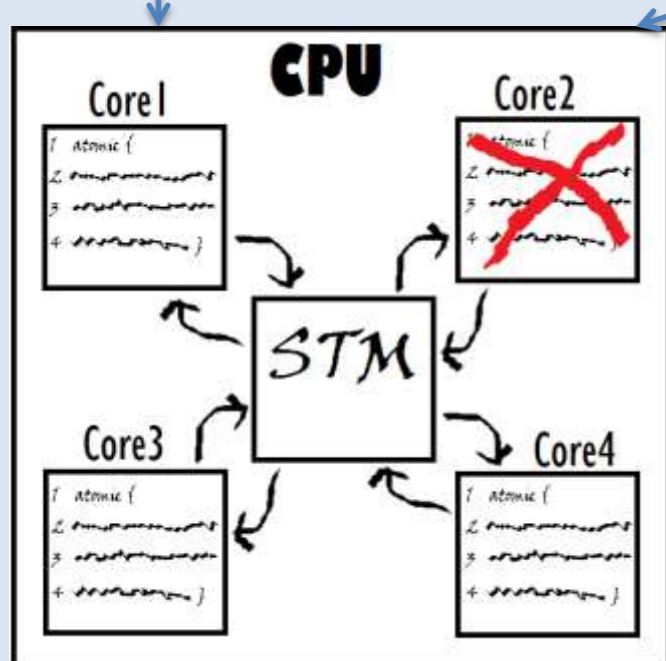 CPU
Core1
1 atomic {
2
3
4 }
Core2
atomic {
2
3
4 }
STM
Core3
1 atomic {
2
3
4 }
Core4
1 atomic {
2
3
4 }